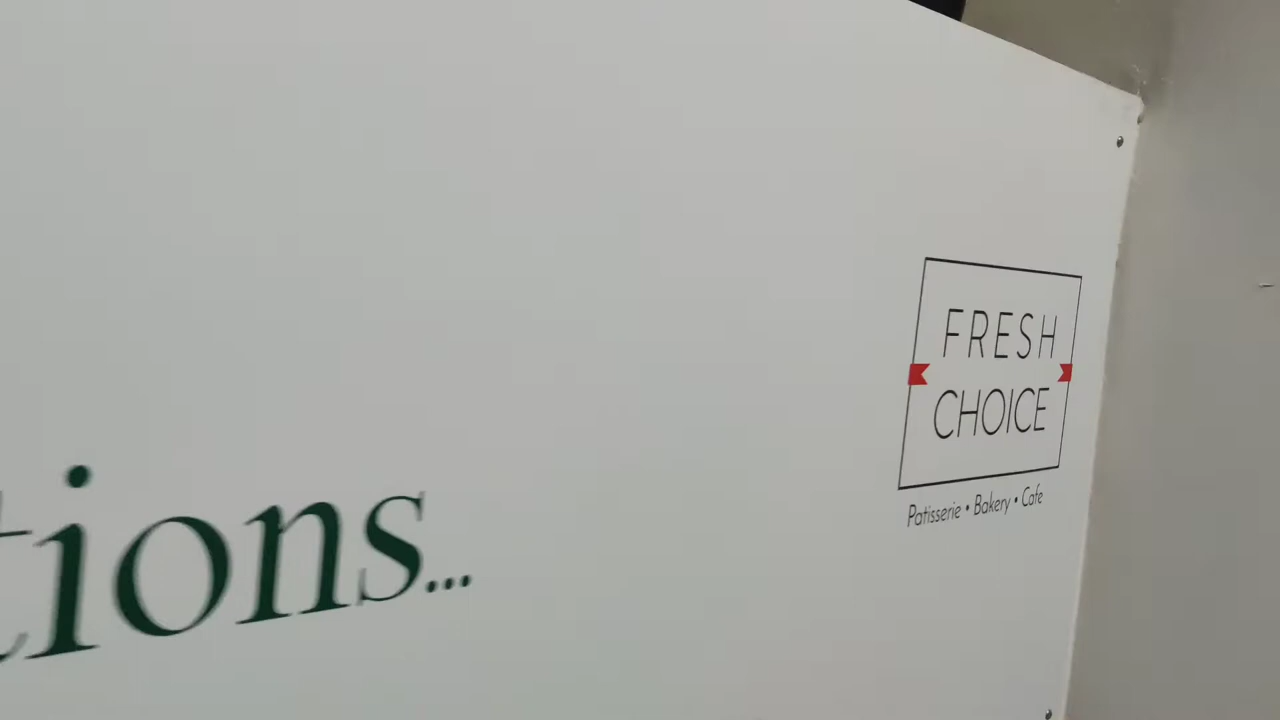 tions...
FRESH
CHOICE
Patisserie • Bakery • Cafe